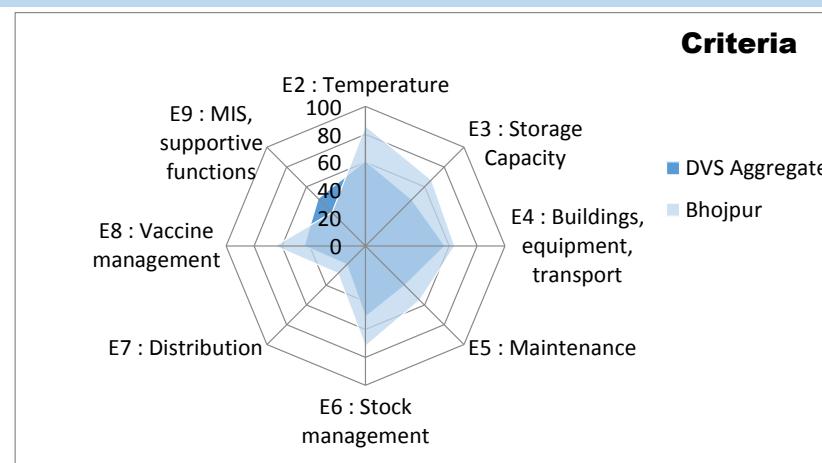 Criteria
E2 : Temperature
E3 : Storage
Capacity
E4 : Buildings,
equipment,
transport
E5 : Maintenance
E6 : Stock
management
E7 : Distribution
E8 : Vaccine
management
E9 : MIS,
supportive
functions
100
80
60
40
20
0
DVS Aggregate
Bhojpur